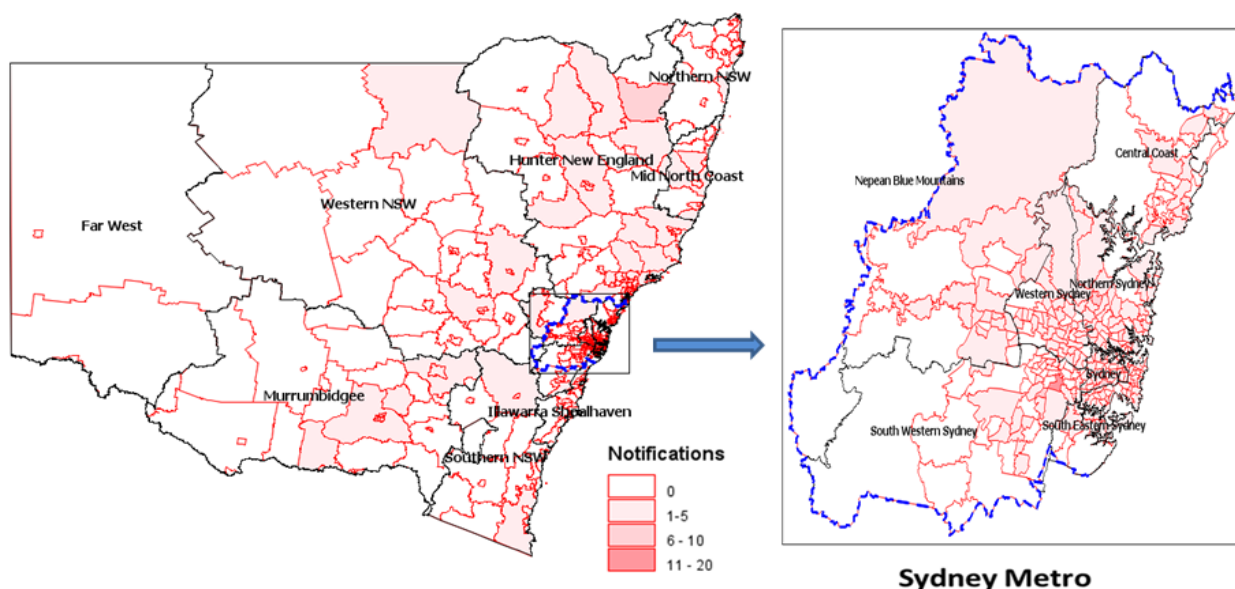 Northern NSW
Hunter New England
Mid North Coast
Western NSW
Far West
Murrumbidgee
Illawarra Shoalhaven
Southern NSW
Notifications
0
1-5
6 - 10
11 - 20
Central Coast
Nepean Blue Mountains
Northern Sydney
Western Sydney
Sydney
South Western Sydney
South Eastern Sydney
Sydney Metro